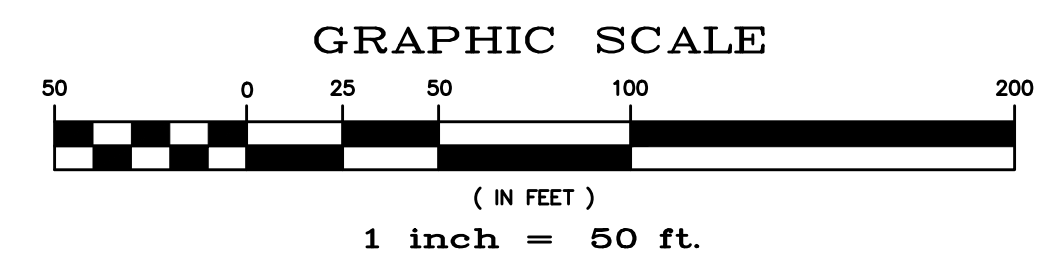 GRAPHIC SCALE
50 0 25 50 100 200
( IN FEET )
1 inch = 50 ft.